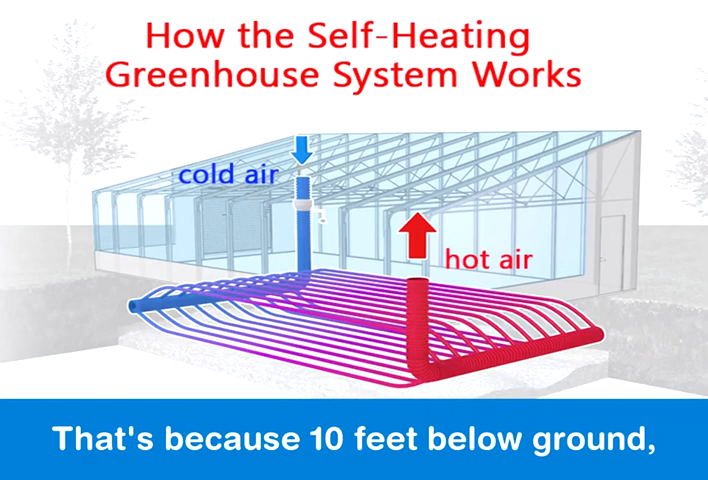 How the Self-Heating
Greenhouse System Works
cold air
hot air
That's because 10 feet below ground,